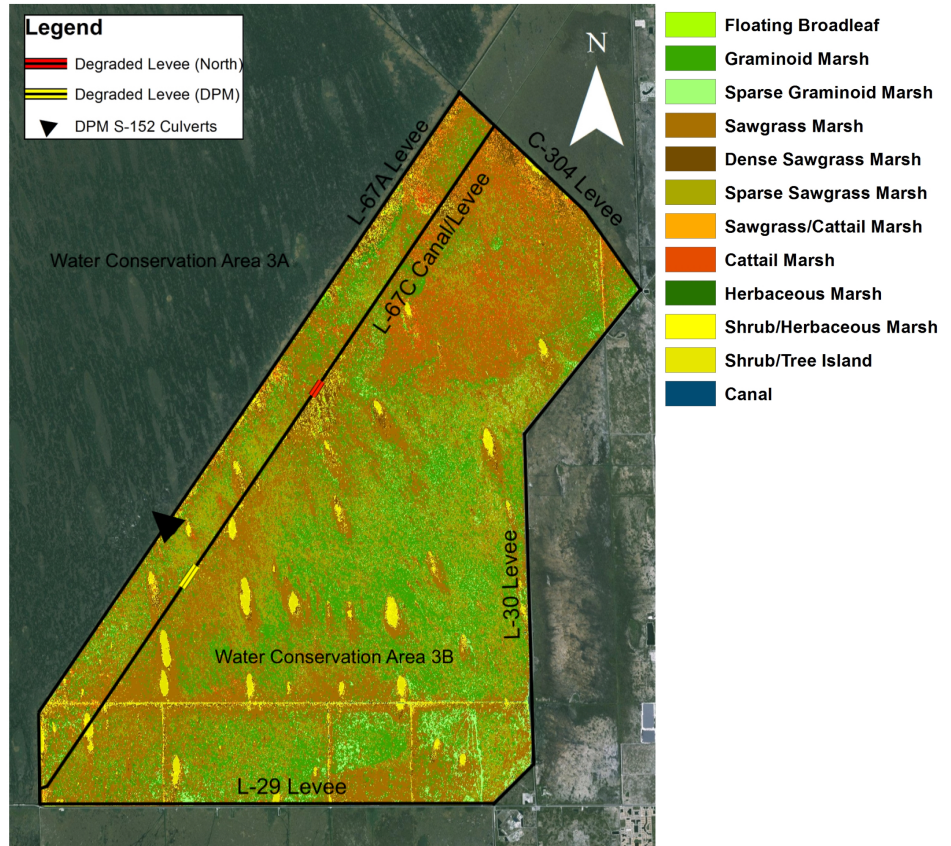 Legend
Degraded Levee (North)
Degraded Levee (DPM)
DPM S-152 Culverts
N
C-304 Levee
L-67A Levee
L-67C Canal/Levee
Water Conservation Area 3A
L-30 Levee
Water Conservation Area 3B
L-29 Levee
Floating Broadleaf
Graminoid Marsh
Sparse Graminoid Marsh
Sawgrass Marsh
Dense Sawgrass Marsh
Sparse Sawgrass Marsh
Sawgrass/Cattail Marsh
Cattail Marsh
Herbaceous Marsh
Shrub/Herbaceous Marsh
Shrub/Tree Island
Canal